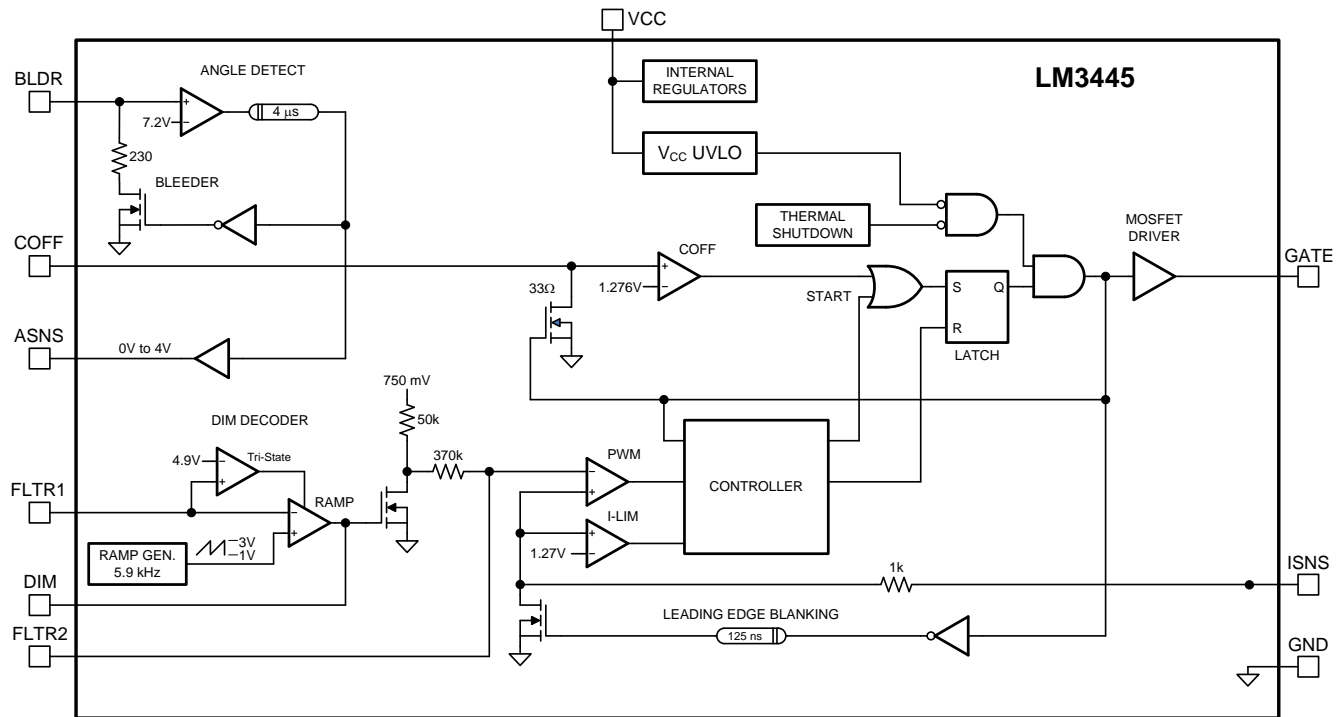 VCC
LM3445
BLDR
ANGLE DETECT
INTERNAL
REGULATORS
+
−
7.2V
4 µs
230
BLEEDER
VCC UVLO
THERMAL
SHUTDOWN
MOSFET
DRIVER
COFF
COFF
+
−
1.276V
33Ω
START
S
Q
R
LATCH
GATE
ASNS
0V to 4V
750 mV
50k
DIM DECODER
4.9V
−
+
Tri-State
370k
PWM
−
+
CONTROLLER
FLTR1
RAMP
−
+
I-LIM
+
−
1.27V
RAMP GEN.
5.9 kHz
3V
1V
1k
ISNS
DIM
LEADING EDGE BLANKING
125 ns
FLTR2
GND